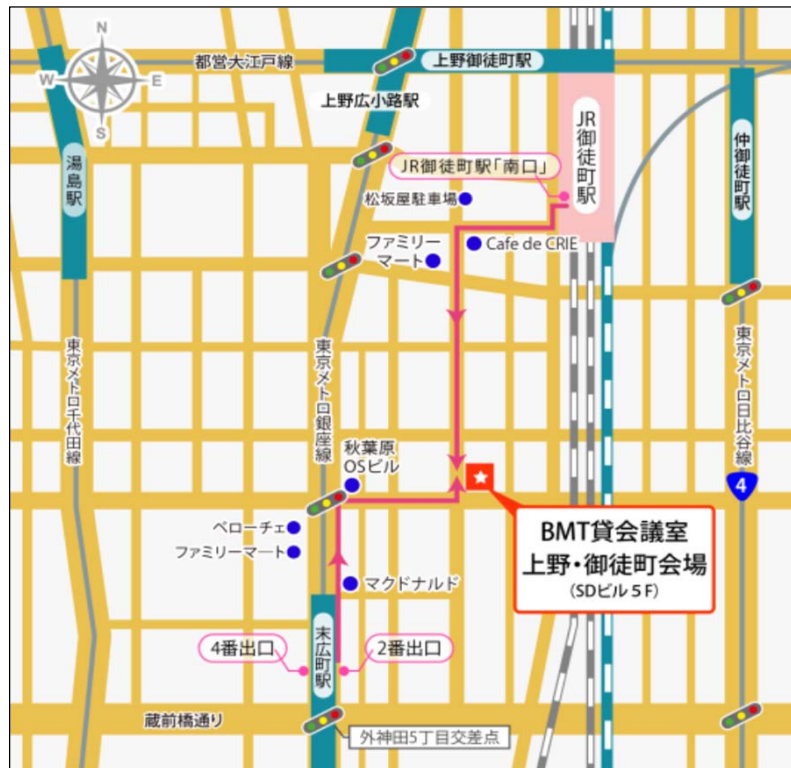 N
W
E
S
都営大江戸線
上野御徒町駅
上野広小路駅
JR御徒町駅
JR御徒町駅「南口」
湯島駅
仲御徒町駅
松坂屋駐車場
Cafe de CRIE
ファミリー
マート
東京メトロ千代田線
東京メトロ銀座線
東京メトロ日比谷線
秋葉原
OSビル
4
ベローチェ
ファミリーマート
BMT貸会議室
上野・御徒町会場
(SDビル5F)
マクドナルド
4番出口
末広町駅
2番出口
蔵前橋通り
外神田5丁目交差点